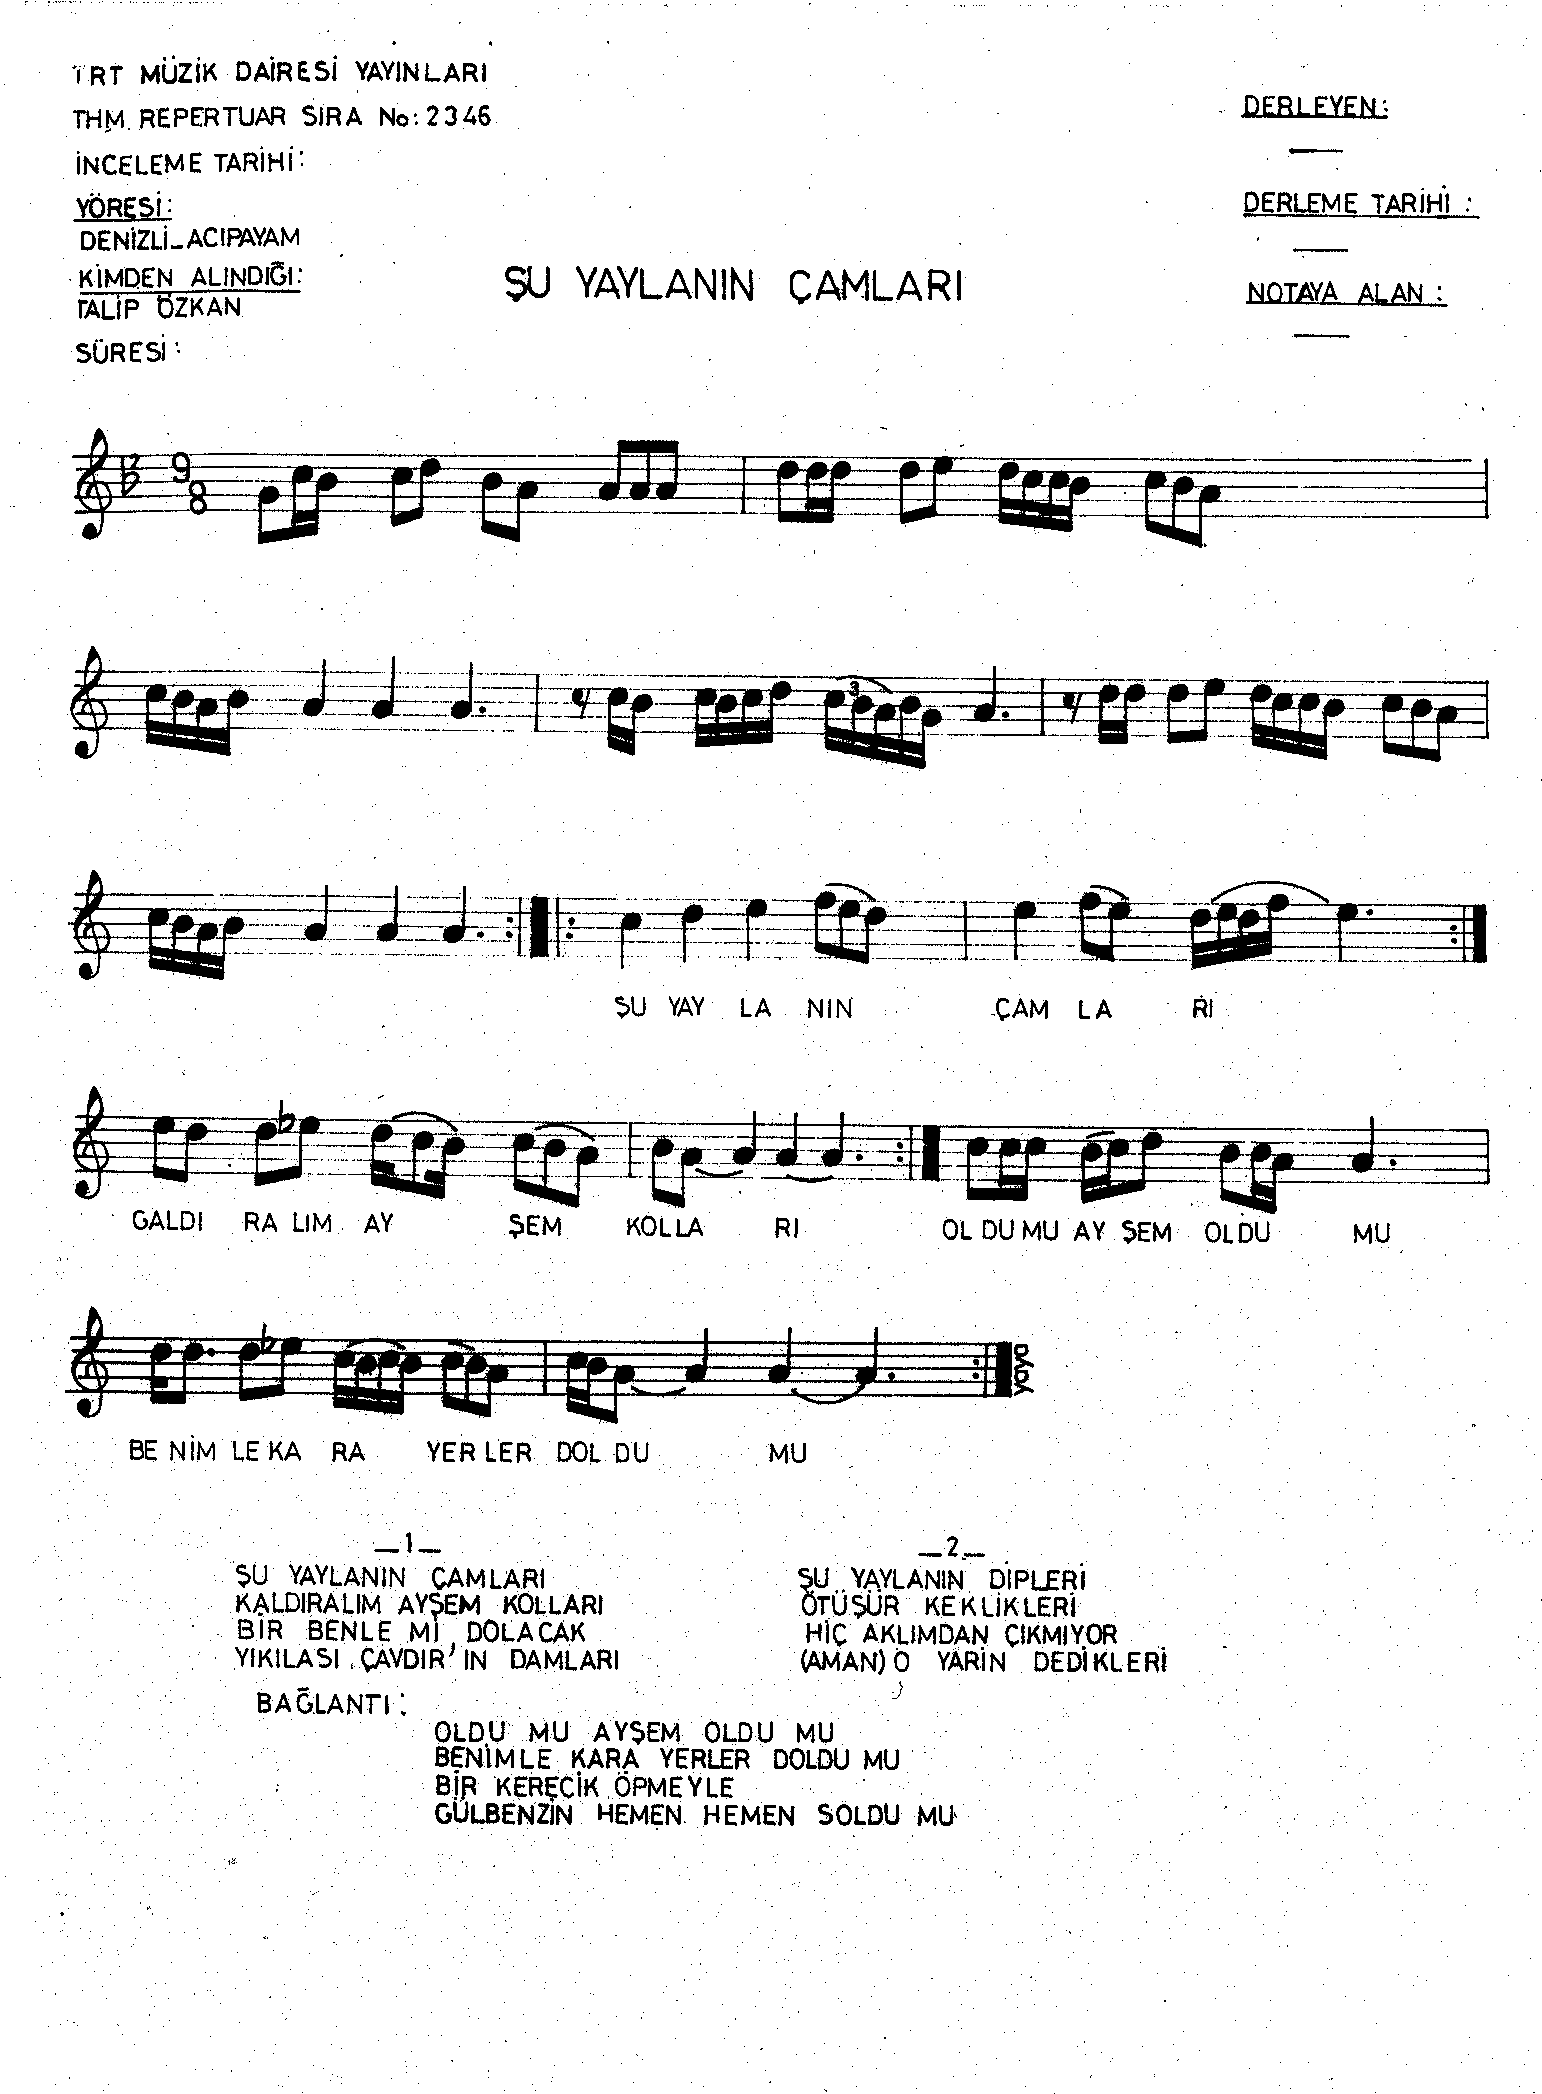 TRT MÜZİK DAİRESİ YAYINLARI
THM REPERTUAR SIRA No: 2346
İNCELEME TARİHİ:
YÖRESİ:
DENİZLİ_ACIPAYAM
KİMDEN ALINDIĞI:
TALİP ÖZKAN
SÜRESİ:
DERLEYEN:
DERLEME TARİHİ :
NOTAYA ALAN :
ŞU YAYLANIN ÇAMLARI
9
8
3
ŞU YAY LA NIN ÇAM LA RI
GALDI RA LIM AY ŞEM KOLLA RI OL DU MU AY ŞEM OLDU MU
yaya
BE NİM LE KA RA YER LER DOL DU MU
_1_
ŞU YAYLANIN ÇAMLARI
KALDIRALIM AYŞEM KOLLARI
BİR BENLE Mİ DOLACAK
YIKILASI ÇAVDIR'IN DAMLARI
_2_
ŞU YAYLANIN DİPLERİ
ÖTÜŞÜR KEKLİKLERİ
HİÇ AKLIMDAN ÇIKMIYOR
(AMAN) O YARİN DEDİKLERİ
BAĞLANTI:
OLDU MU AYŞEM OLDU MU
BENİMLE KARA YERLER DOLDU MU
BİR KERECİK ÖPMEYLE
GÜLBENZİN HEMEN HEMEN SOLDU MU